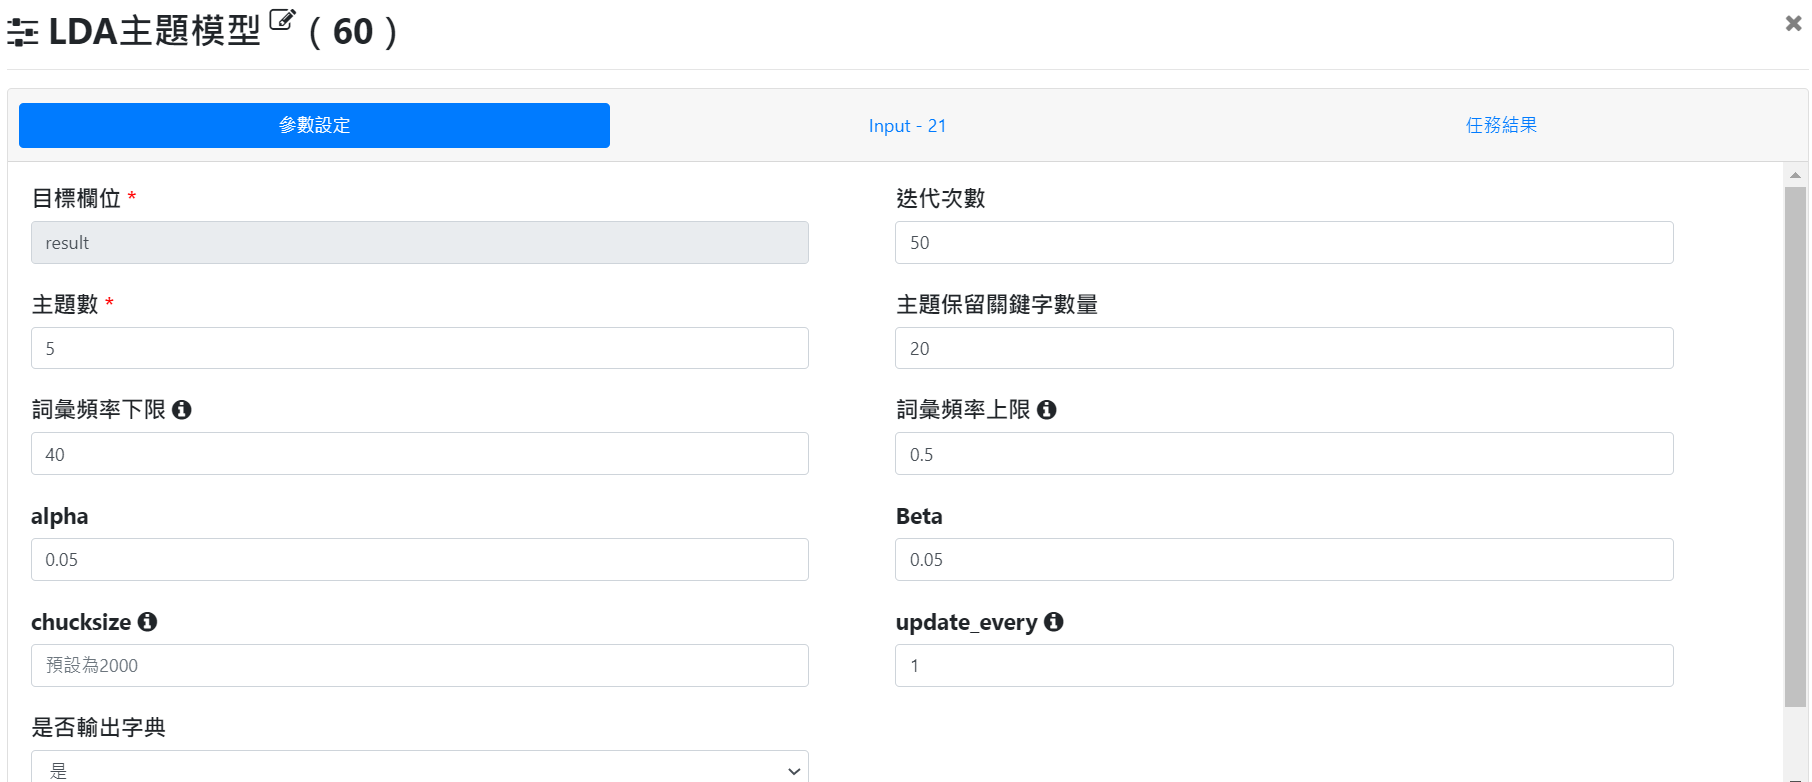 LDA主題模型 ( 60 )
參數設定 Input - 21 任務結果
目標欄位 * 迭代次數
result 50
主題數 * 主題保留關鍵字數量
5 20
詞彙頻率下限 詞彙頻率上限
40 0.5
alpha Beta
0.05 0.05
chucksize update_every
預設為2000 1
是否輸出字典
是